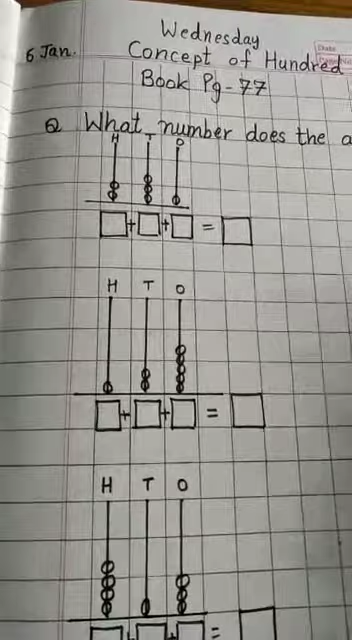 Wednesday
6 Jan. Concept of Hundred
Book Pg-77
Q What number does the a
H T O
+ + =
H T O
+ + =
H T O
+ + =